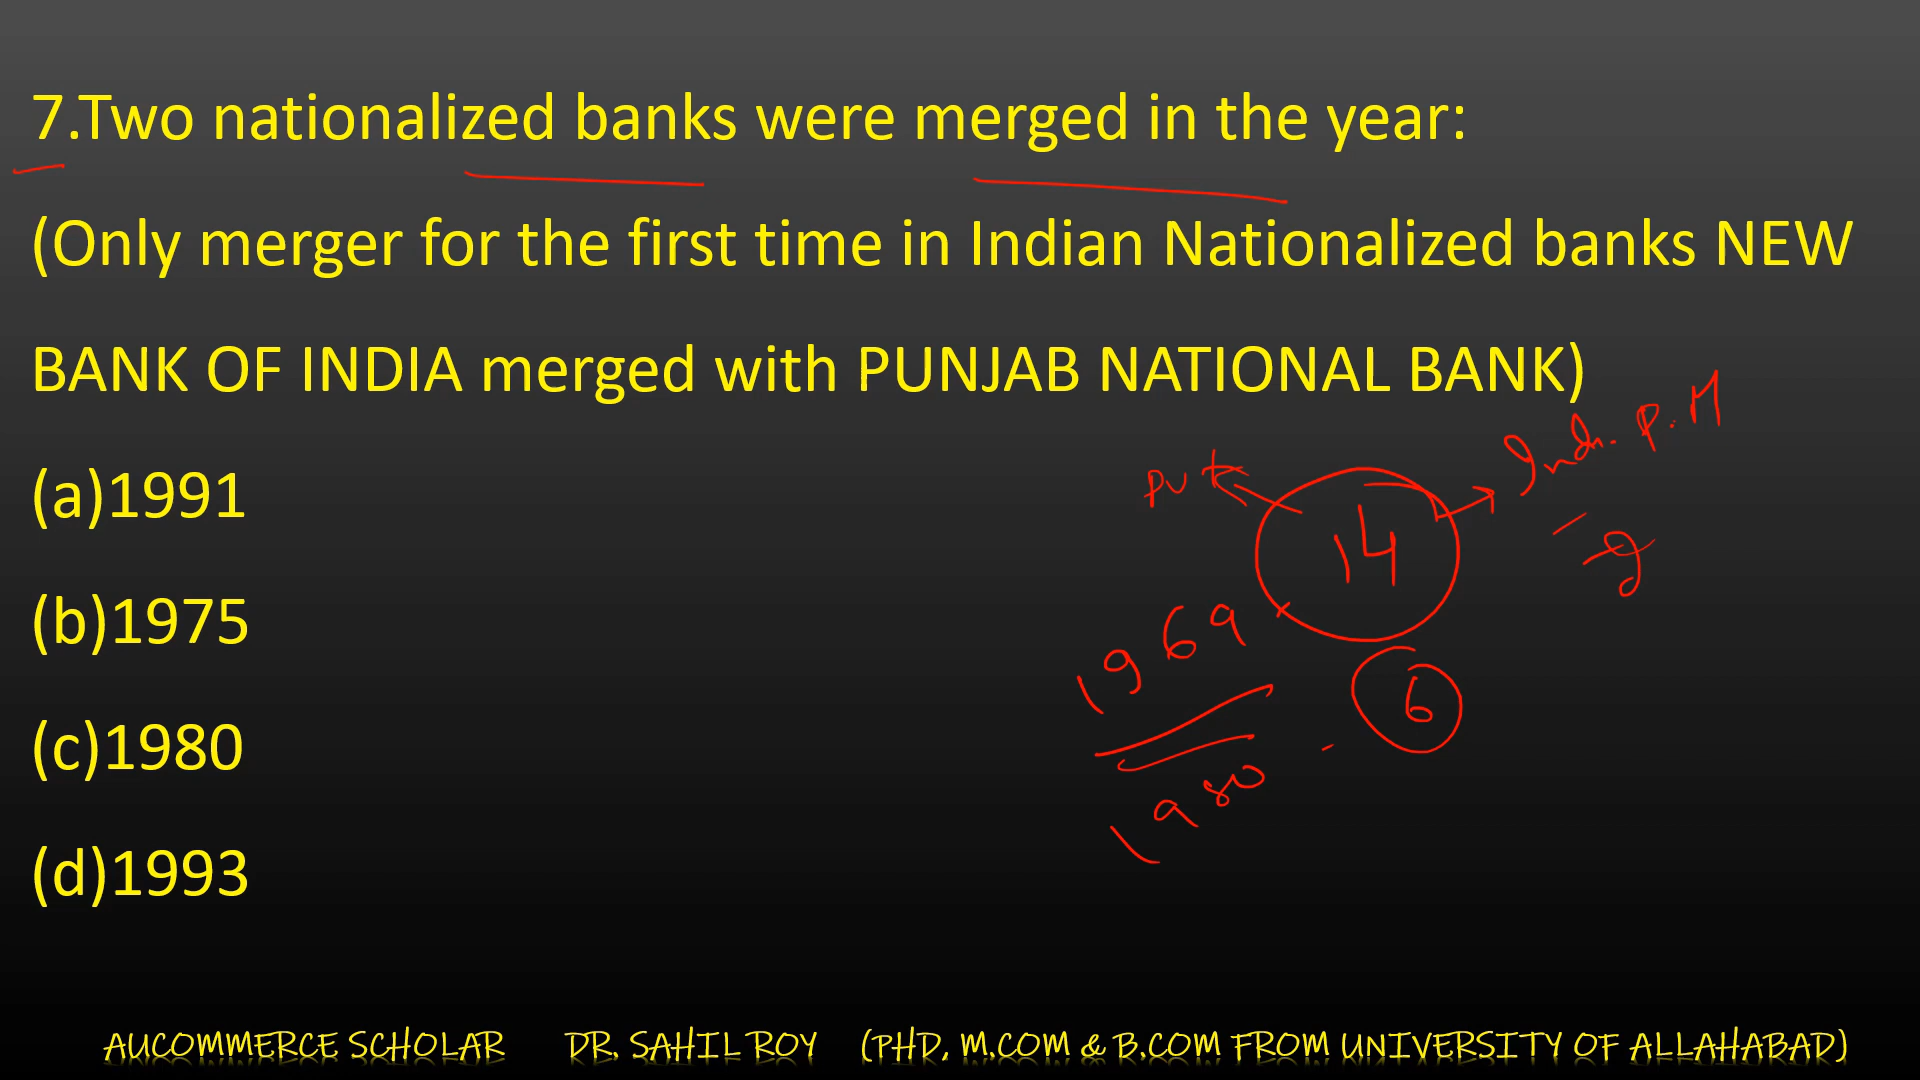 7.Two nationalized banks were merged in the year:
(Only merger for the first time in Indian Nationalized banks NEW
BANK OF INDIA merged with PUNJAB NATIONAL BANK)
(a)1991
(b)1975
(c)1980
(d)1993
Pvt
14
Indr. P.M
1969
6
1980
AUCOMMERCE SCHOLAR DR. SAHIL ROY (PHD, M.COM & B.COM FROM UNIVERSITY OF ALLAHABAD)